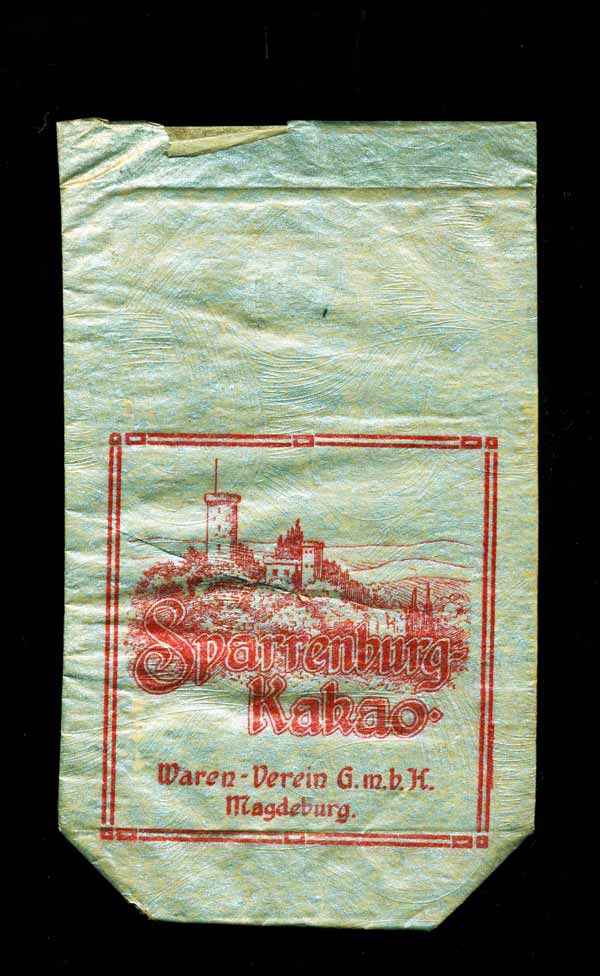 Sparrenburg-
Kakao·
Waren-Verein G.m.b.H.
Magdeburg.